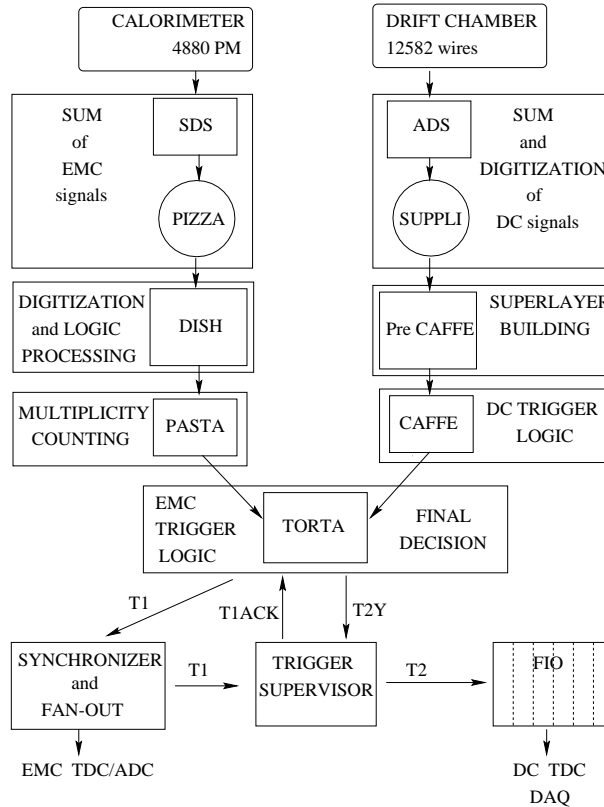 CALORIMETER
4880 PM
DRIFT CHAMBER
12582 wires
SUM
of
EMC
signals
SDS
PIZZA
ADS
SUPPLI
SUM
and
DIGITIZATION
of
DC signals
DIGITIZATION
and LOGIC
PROCESSING
DISH
Pre CAFFE
SUPERLAYER
BUILDING
MULTIPLICITY
COUNTING
PASTA
CAFFE
DC TRIGGER
LOGIC
EMC
TRIGGER
LOGIC
TORTA
FINAL
DECISION
T1
T1ACK
T2Y
SYNCHRONIZER
and
FAN-OUT
T1
TRIGGER
SUPERVISOR
T2
FIO
EMC TDC/ADC
DC TDC
DAQ